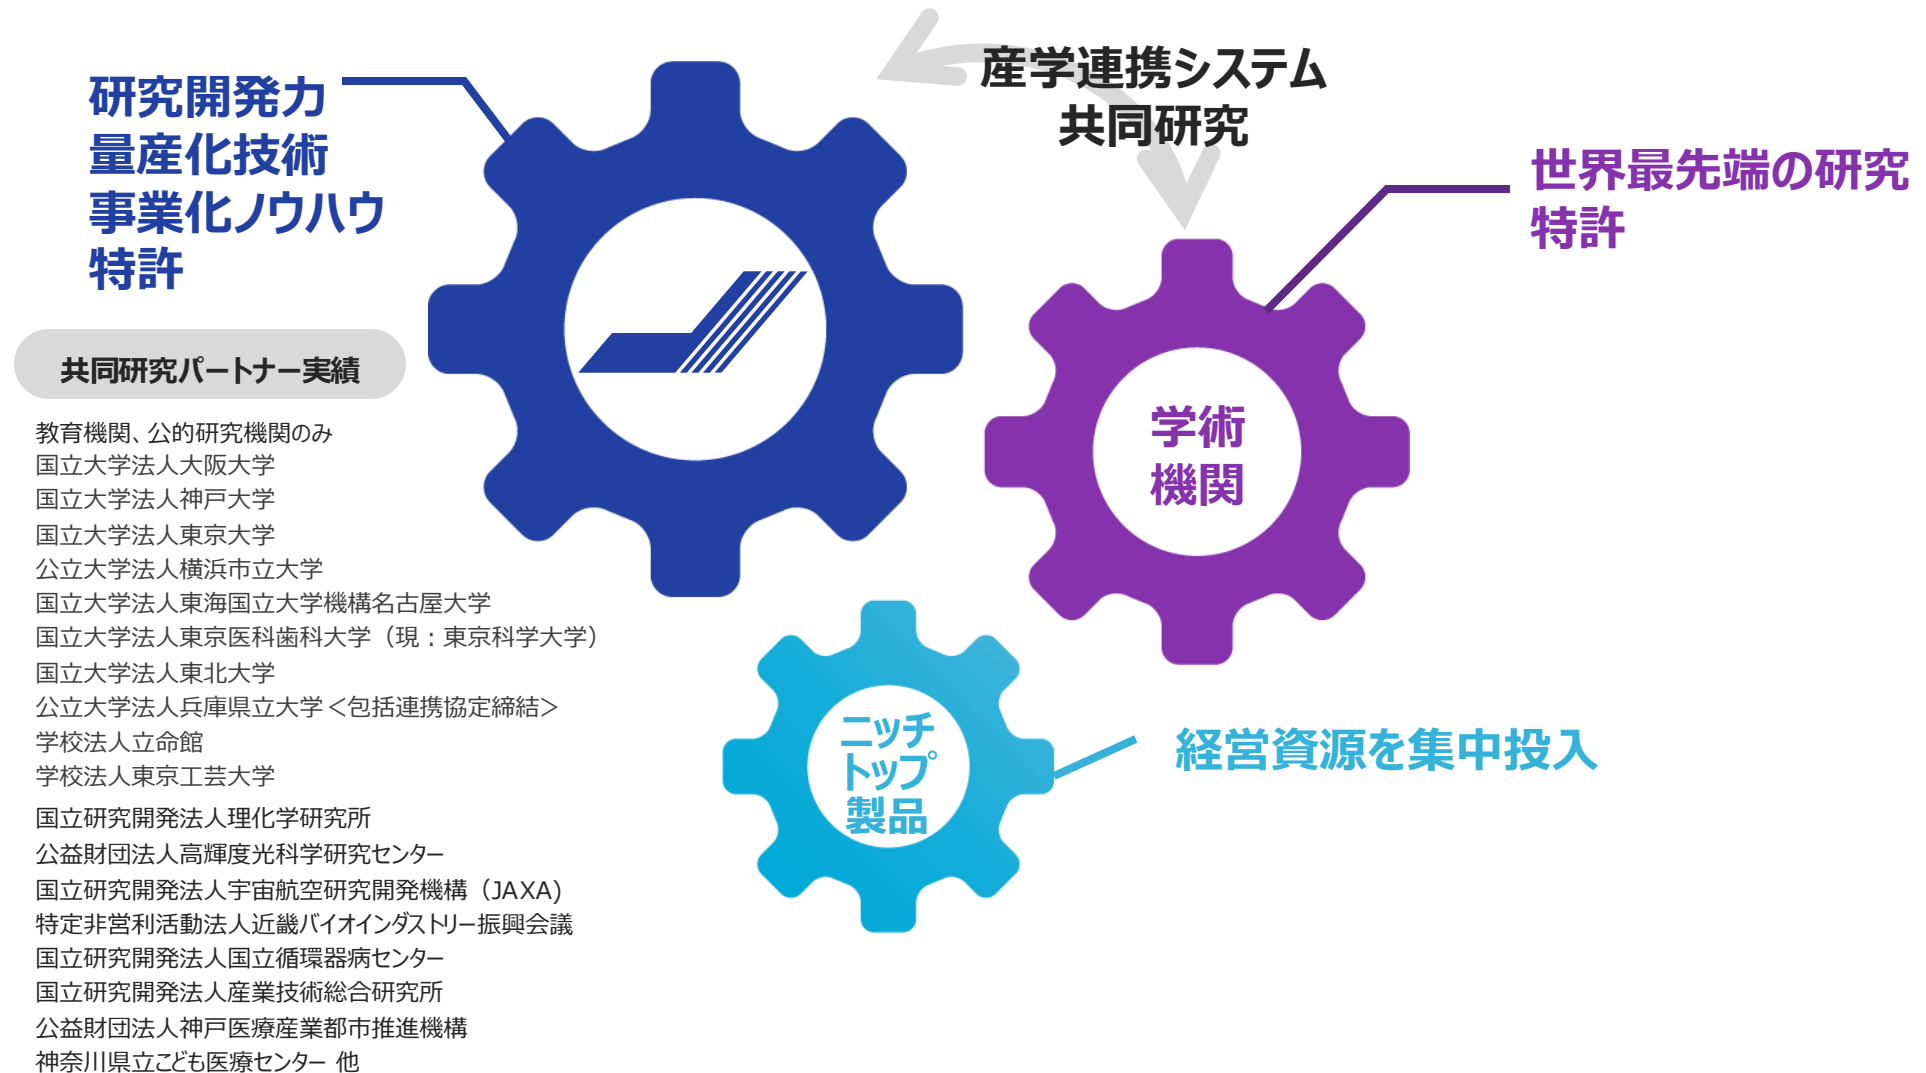 産学連携システム
共同研究
研究開発力
量産化技術
事業化ノウハウ
特許
世界最先端の研究
特許
共同研究パートナー実績
教育機関、公的研究機関のみ
国立大学法人大阪大学
国立大学法人神戸大学
国立大学法人東京大学
公立大学法人横浜市立大学
国立大学法人東海国立大学機構名古屋大学
国立大学法人東京医科歯科大学（現：東京科学大学）
国立大学法人東北大学
公立大学法人兵庫県立大学＜包括連携協定締結＞
学校法人立命館
学校法人東京工芸大学
国立研究開発法人理化学研究所
公益財団法人高輝度光科学研究センター
国立研究開発法人宇宙航空研究開発機構（JAXA)
特定非営利活動法人近畿バイオインダストリー振興会議
国立研究開発法人国立循環器病センター
国立研究開発法人産業技術総合研究所
公益財団法人神戸医療産業都市推進機構
神奈川県立こども医療センター 他
学術
機関
ニッチ
トップ
製品
経営資源を集中投入